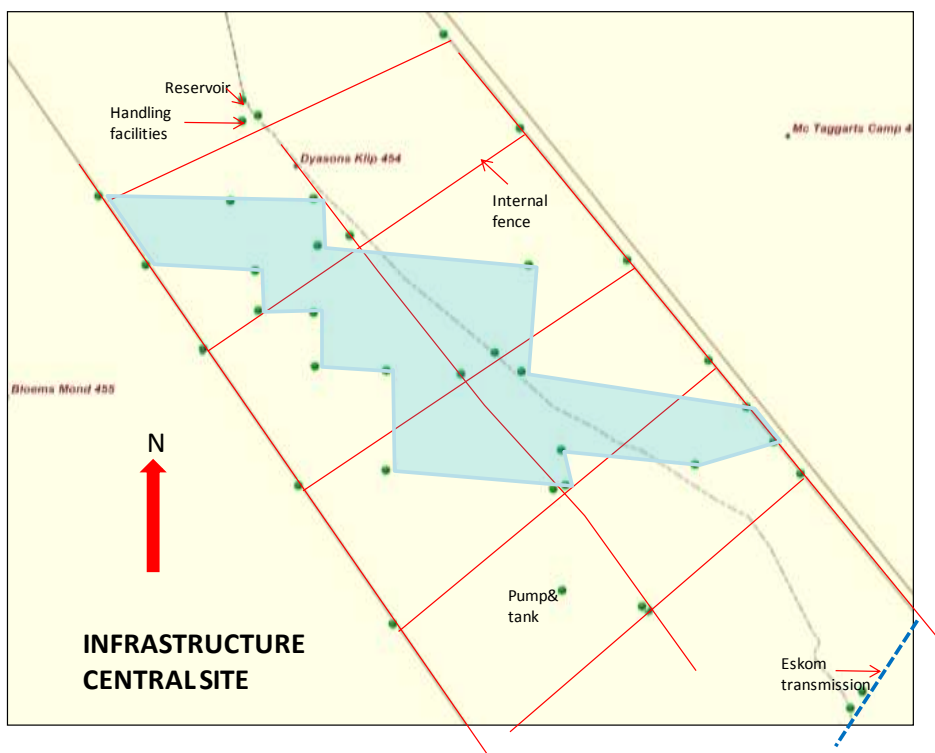 Reservoir
Handling
facilities
Mc Taggarts Camp 4
Dyasons Klip 454
Internal
fence
Bloems Mond 455
N
Pump&
tank
INFRASTRUCTURE
CENTRAL SITE
Eskom
transmission